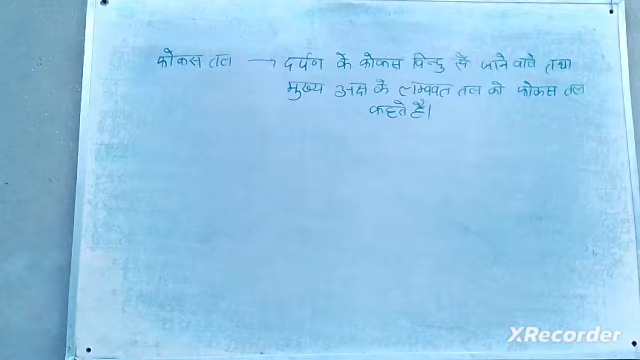 फोकस तल → दर्पण के फोकस विन्दु से जाने वाले तथा
मुख्य अक्ष के लम्बवत तल को फोकस तल
कहते है।
XRecorder